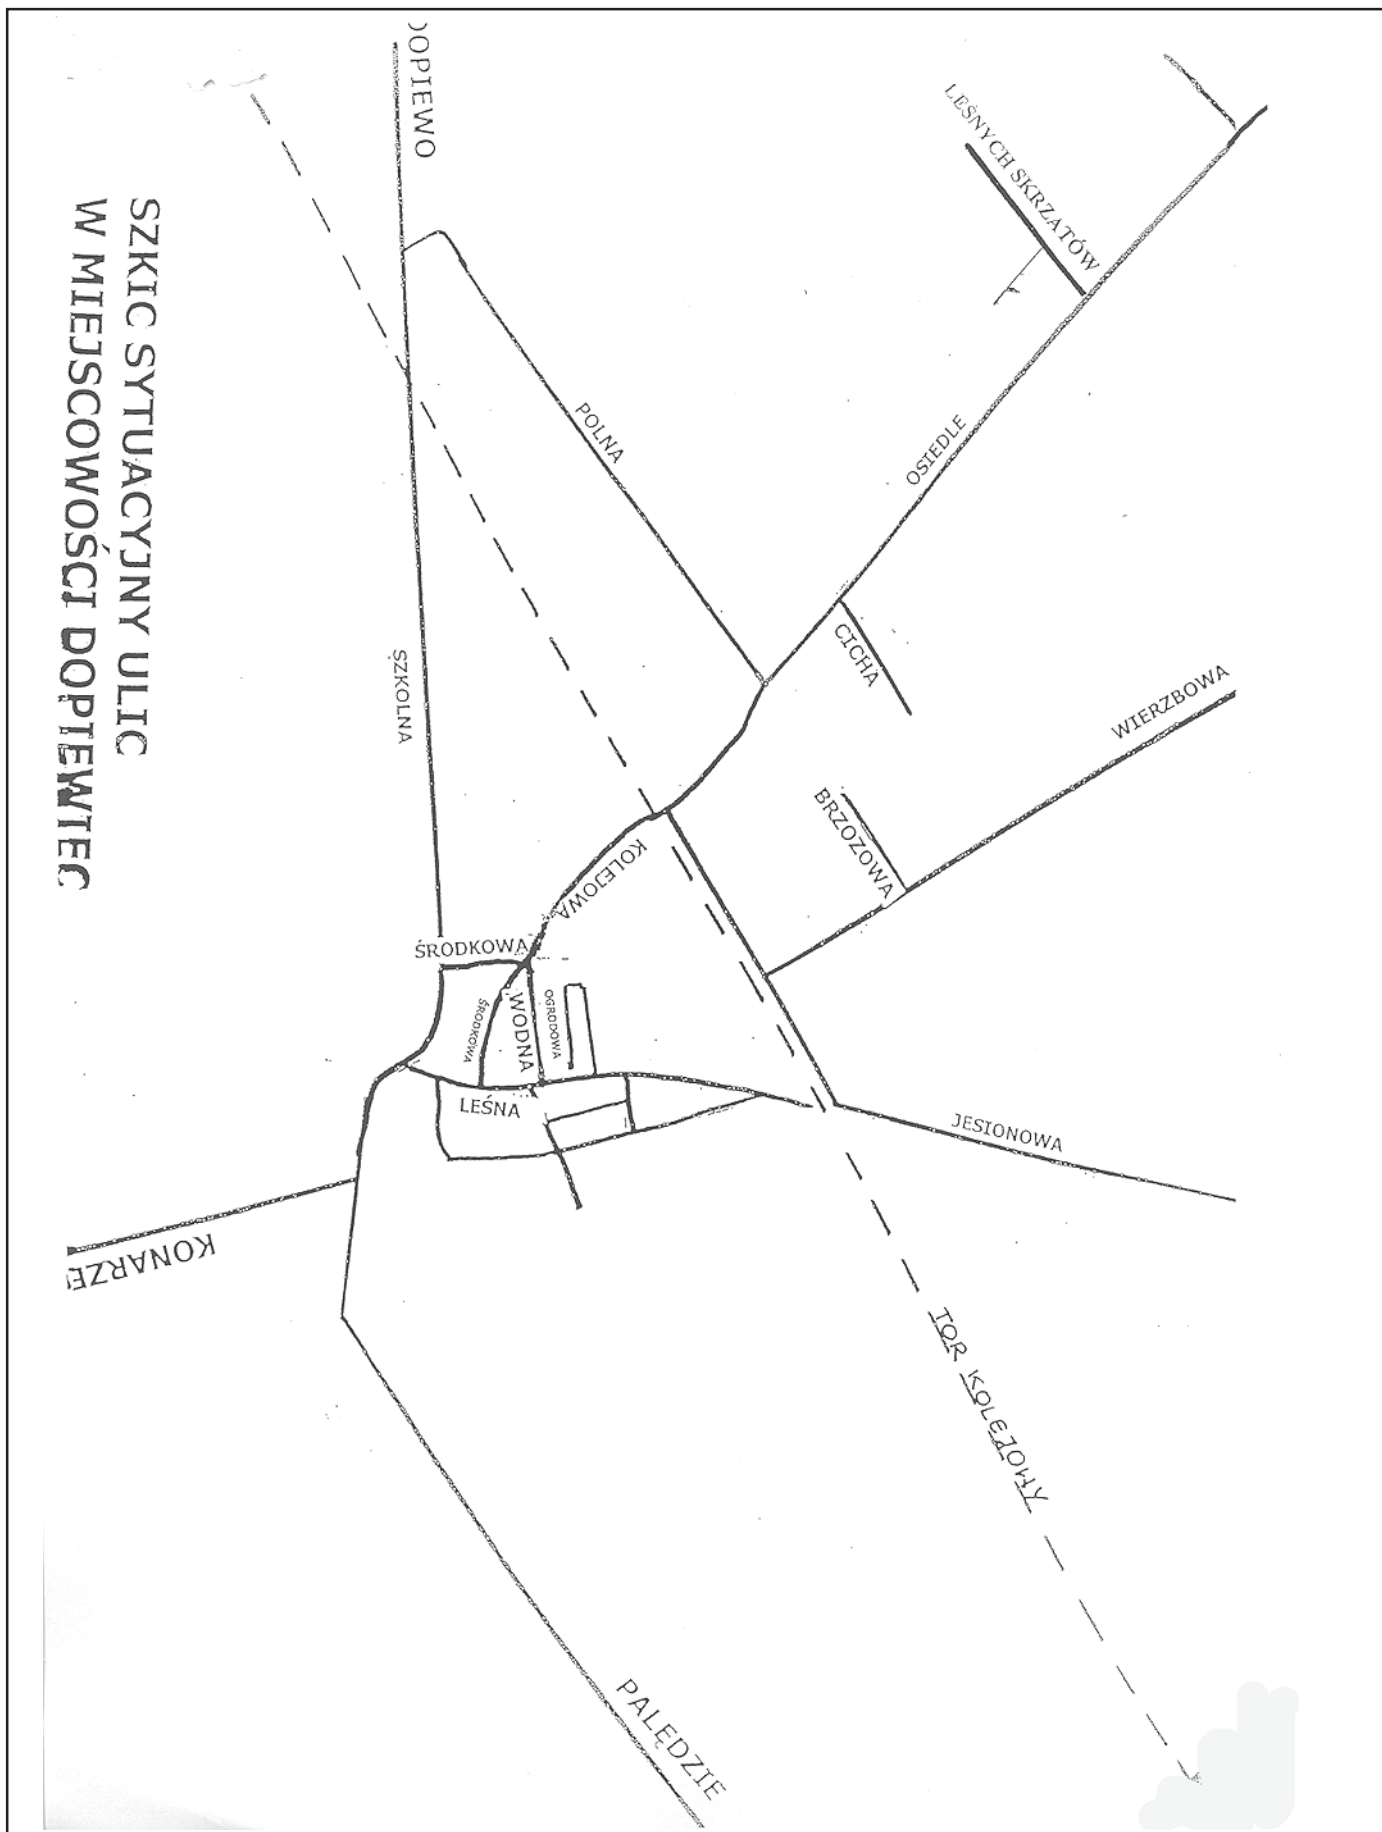 SZKIC SYTUACYJNY ULIC
W MIEJSCOWOŚCI DOPIEWIEC
DOPIEWO
LEŚNYCH SKRZATÓW
POLNA
OSIEDLE
CICHA
SZKOLNA
WIERZBOWA
BRZOZOWA
KOLEJOWA
ŚRODKOWA
ŚRODKOWA
WODNA
OGRODOWA
LEŚNA
JESIONOWA
KONARZE
TOR KOLEJOWY
PALĘDZIE